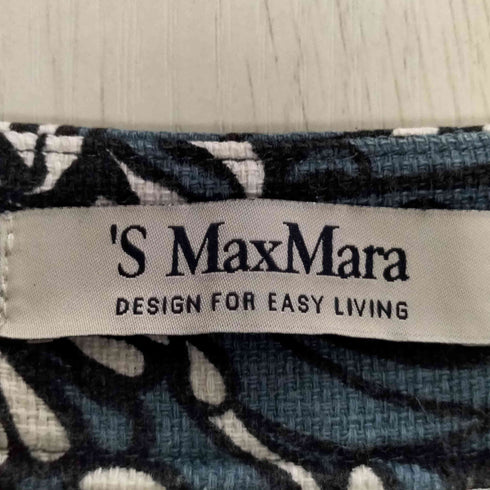 'S MaxMara
DESIGN FOR EASY LIVING